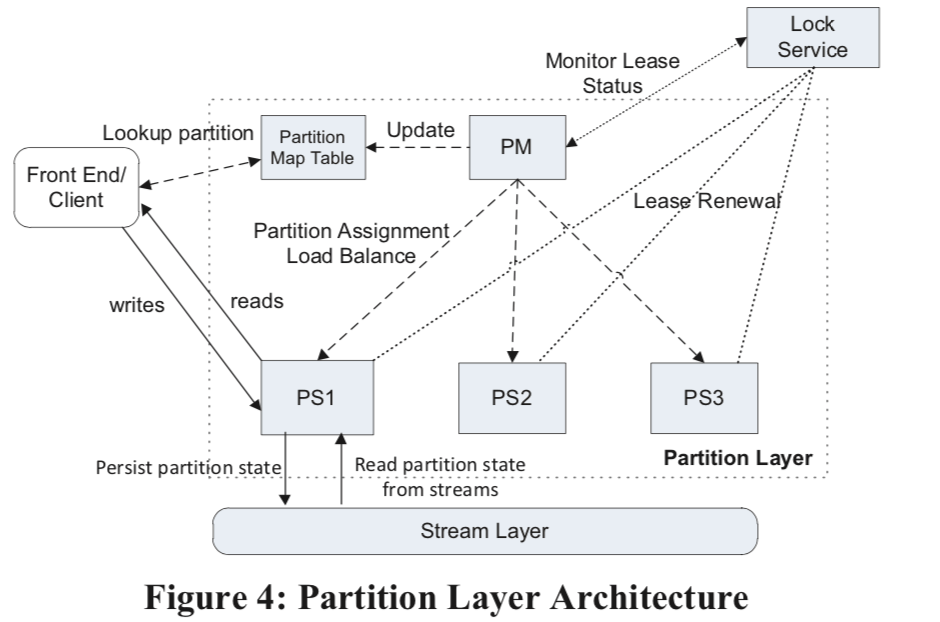 Lock
Service
Monitor Lease
Status
Lookup partition
Partition
Map Table
Update
PM
Front End/
Client
Lease Renewal
Partition Assignment
Load Balance
writes
reads
PS1
PS2
PS3
Partition Layer
Persist partition state
Read partition state
from streams
Stream Layer
Figure 4: Partition Layer Architecture